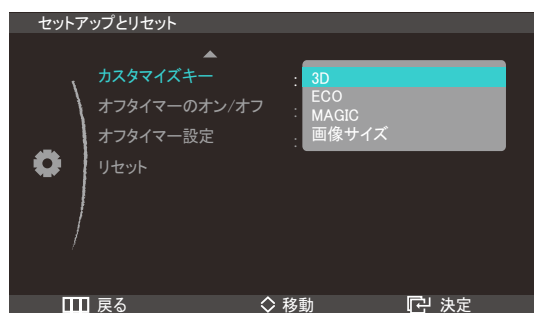 セットアップとリセット
カスタマイズキー : 3D
ECO
オフタイマーのオン/オフ : MAGIC
オフタイマー設定 : 画像サイズ
リセット
戻る 移動 決定